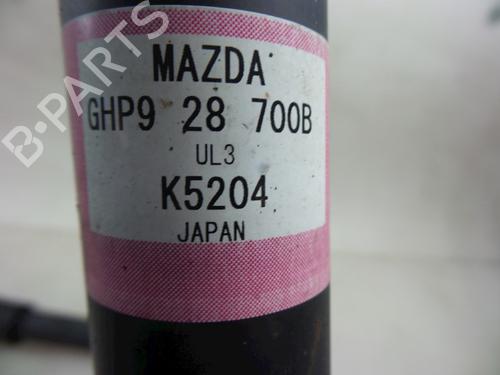 B-PARTS
MAZDA
GHP9 28 700B
UL3
K5204
JAPAN